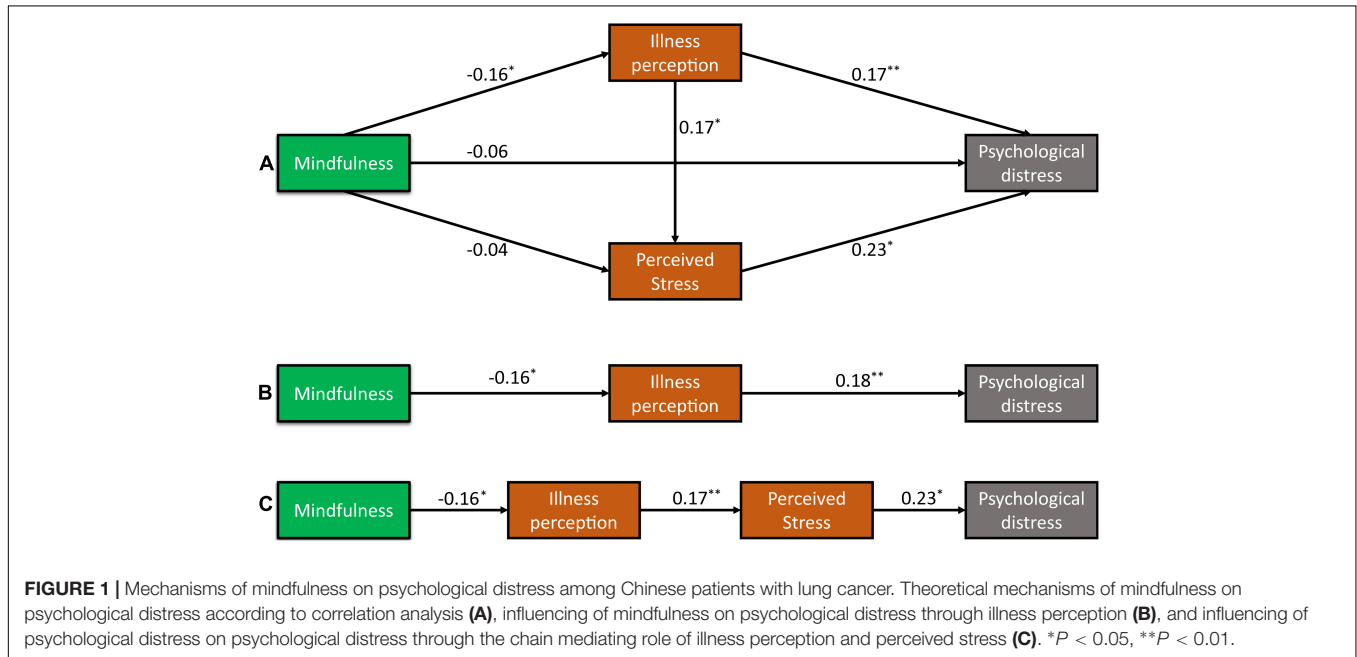 Illness
perception
-0.16*
0.17**
0.17*
A
Mindfulness
-0.06
Psychological
distress
-0.04
0.23*
Perceived
Stress
B
Mindfulness
-0.16*
Illness
perception
0.18**
Psychological
distress
C
Mindfulness
-0.16*
Illness
perception
0.17**
Perceived
Stress
0.23*
Psychological
distress
FIGURE 1 | Mechanisms of mindfulness on psychological distress among Chinese patients with lung cancer. Theoretical mechanisms of mindfulness on
psychological distress according to correlation analysis (A), influencing of mindfulness on psychological distress through illness perception (B), and influencing of
psychological distress on psychological distress through the chain mediating role of illness perception and perceived stress (C). *P < 0.05, **P < 0.01.